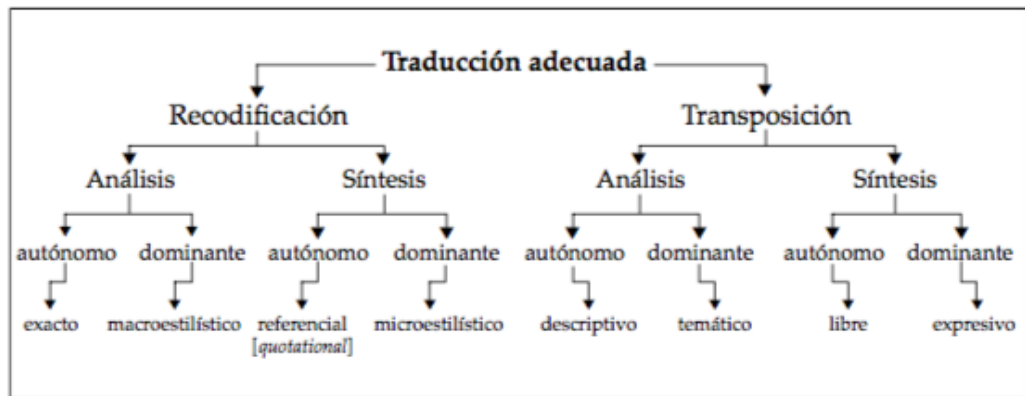 Traducción adecuada
Recodificación Transposición
Análisis Síntesis Análisis Síntesis
autónomo dominante autónomo dominante autónomo dominante autónomo dominante
exacto macroestilístico referencial microestilístico descriptivo temático libre expresivo
[quotational]